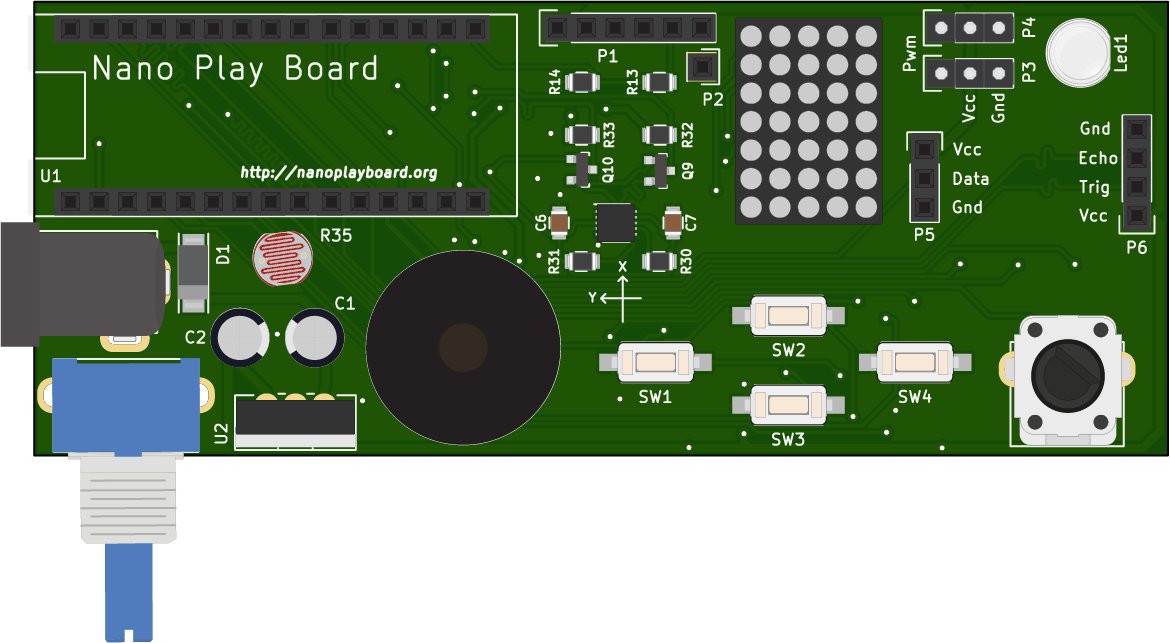 P1
P4
Pwm
Led1
Nano Play Board
R14
R13
P3
P2
Vcc
Gnd
R33
R32
Gnd
Vcc
Echo
http://nanoplayboard.org
Q10
Q9
U1
Data
Trig
Gnd
Vcc
C6
C7
R35
P5
P6
D1
R31
R30
X
Y
C1
C2
SW2
SW1
SW4
U2
SW3